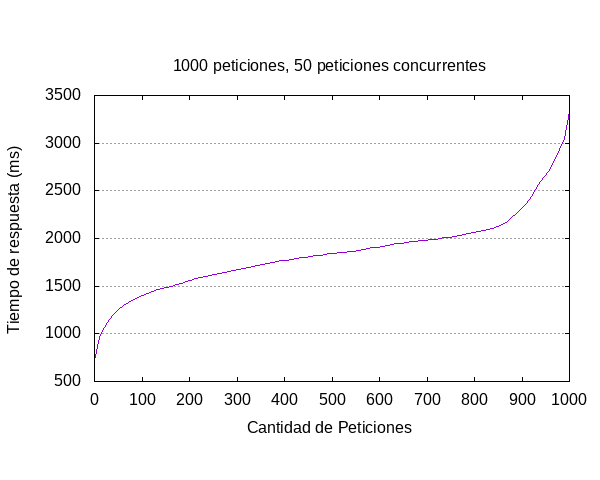 1000 peticiones, 50 peticiones concurrentes
3500
3000
2500
2000
1500
1000
500
Tiempo de respuesta (ms)
0 100 200 300 400 500 600 700 800 900 1000
Cantidad de Peticiones